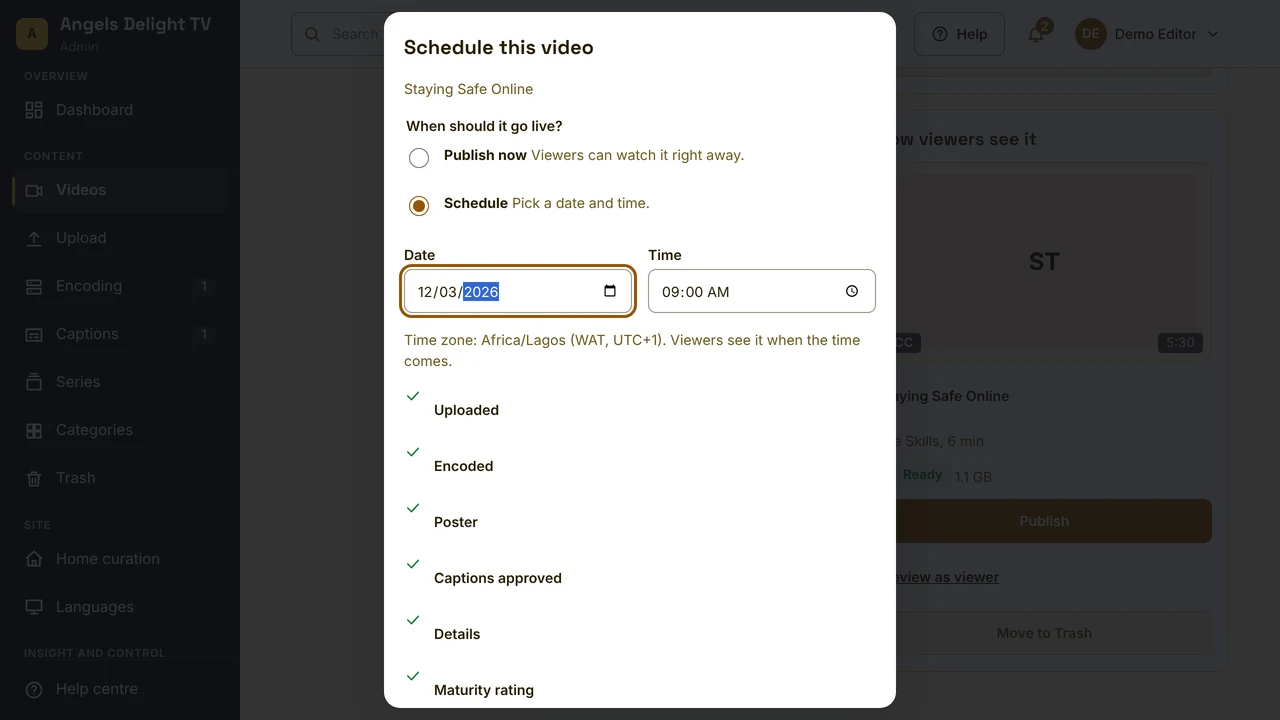 A
Angels Delight TV
Admin
OVERVIEW
Dashboard
CONTENT
Videos
Upload
Encoding 1
Captions 1
Series
Categories
Trash
SITE
Home curation
Languages
INSIGHT AND CONTROL
Help centre
Search
Help
2
DE
Demo Editor
Schedule this video
Staying Safe Online
When should it go live?
Publish now Viewers can watch it right away.
Schedule Pick a date and time.
Date
12/03/2026
Time
09:00 AM
Time zone: Africa/Lagos (WAT, UTC+1). Viewers see it when the time
comes.
Uploaded
Encoded
Poster
Captions approved
Details
Maturity rating
viewers see it
ST
CC
5:30
Safe Online
Skills, 6 min
Ready 1.1 GB
Publish
as viewer
Move to Trash